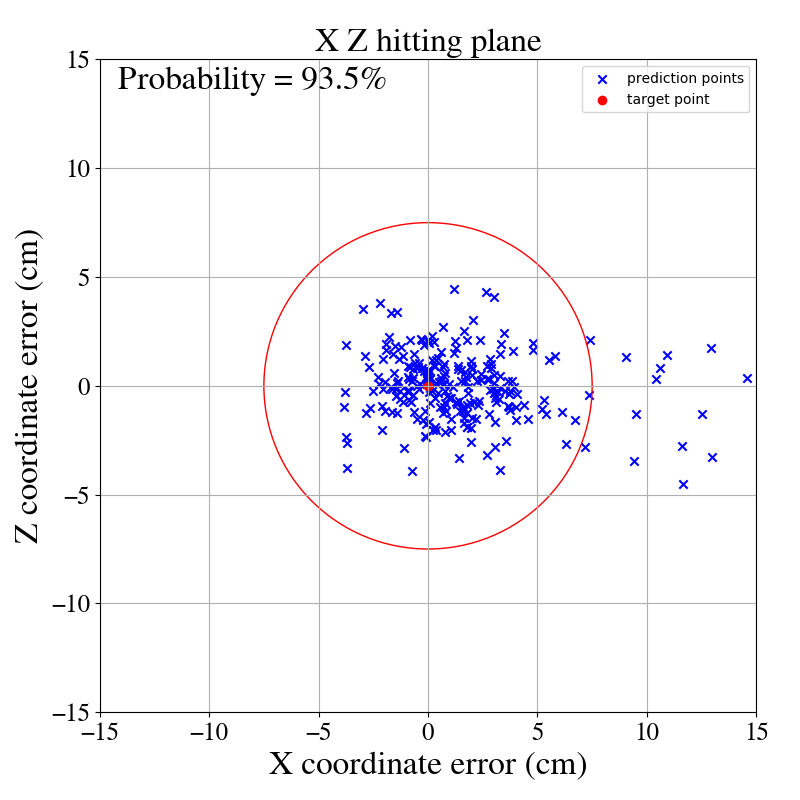 X Z hitting plane
Probability = 93.5%
prediction points
target point
15
10
5
0
−5
−10
−15
−15
−10
−5
0
5
10
15
Z coordinate error (cm)
X coordinate error (cm)